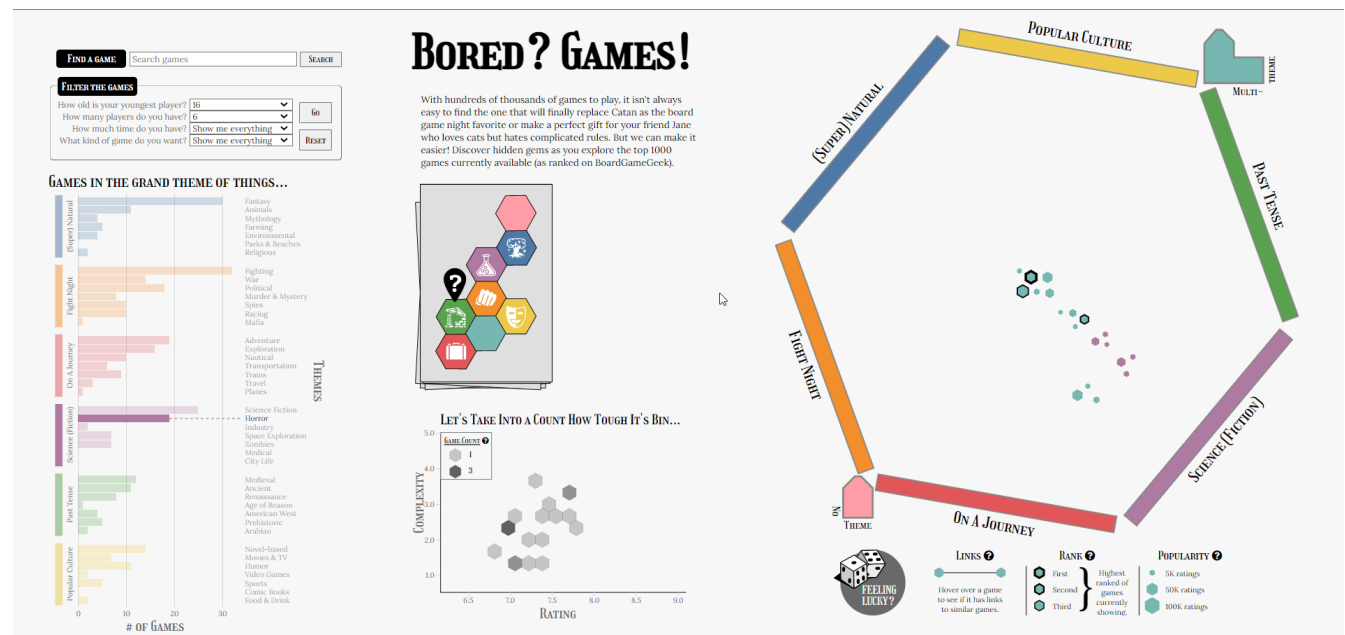 FIND A GAME
Search games
SEARCH
FILTER THE GAMES
How old is your youngest player?
16
How many players do you have?
6
How much time do you have?
Show me everything
What kind of game do you want?
Show me everything
GO
RESET
GAMES IN THE GRAND THEME OF THINGS...
(Super) Natural
Fantasy
Animals
Mythology
Farming
Environmental
Parks & Beaches
Religious
Fight Night
Fighting
War
Political
Murder & Mystery
Spies
Racing
Mafia
On A Journey
Adventure
Exploration
Nautical
Transportation
Trains
Travel
Planes
Science (Fiction)
Science Fiction
Horror
Industry
Space Exploration
Zombies
Medical
City Life
Past Tense
Medieval
Ancient
Renaissance
Age of Reason
American West
Prehistoric
Arabian
Popular Culture
Novel-based
Movies & TV
Humor
Video Games
Sports
Comic Books
Food & Drink
THEMES
0 10 20 30
# OF GAMES
BORED? GAMES!
With hundreds of thousands of games to play, it isn't always
easy to find the one that will finally replace Catan as the board
game night favorite or make a perfect gift for your friend Jane
who loves cats but hates complicated rules. But we can make it
easier! Discover hidden gems as you explore the top 1000
games currently available (as ranked on BoardGameGeek).
?
LET'S TAKE INTO A COUNT HOW TOUGH IT'S BIN...
GAME COUNT ?
1
3
COMPLEXITY
5.0
4.0
3.0
2.0
1.0
6.5 7.0 7.5 8.0 8.5 9.0
RATING
POPULAR CULTURE
MULTI-
THEME
(SUPER)NATURAL
PAST TENSE
FIGHT NIGHT
SCIENCE (FICTION)
NO
THEME
ON A JOURNEY
FEELING
LUCKY?
LINKS ?
Hover over a game
to see if it has links
to similar games.
RANK ?
First
Second
Third
Highest
ranked of
games
currently
showing.
POPULARITY ?
5K ratings
50K ratings
100K ratings